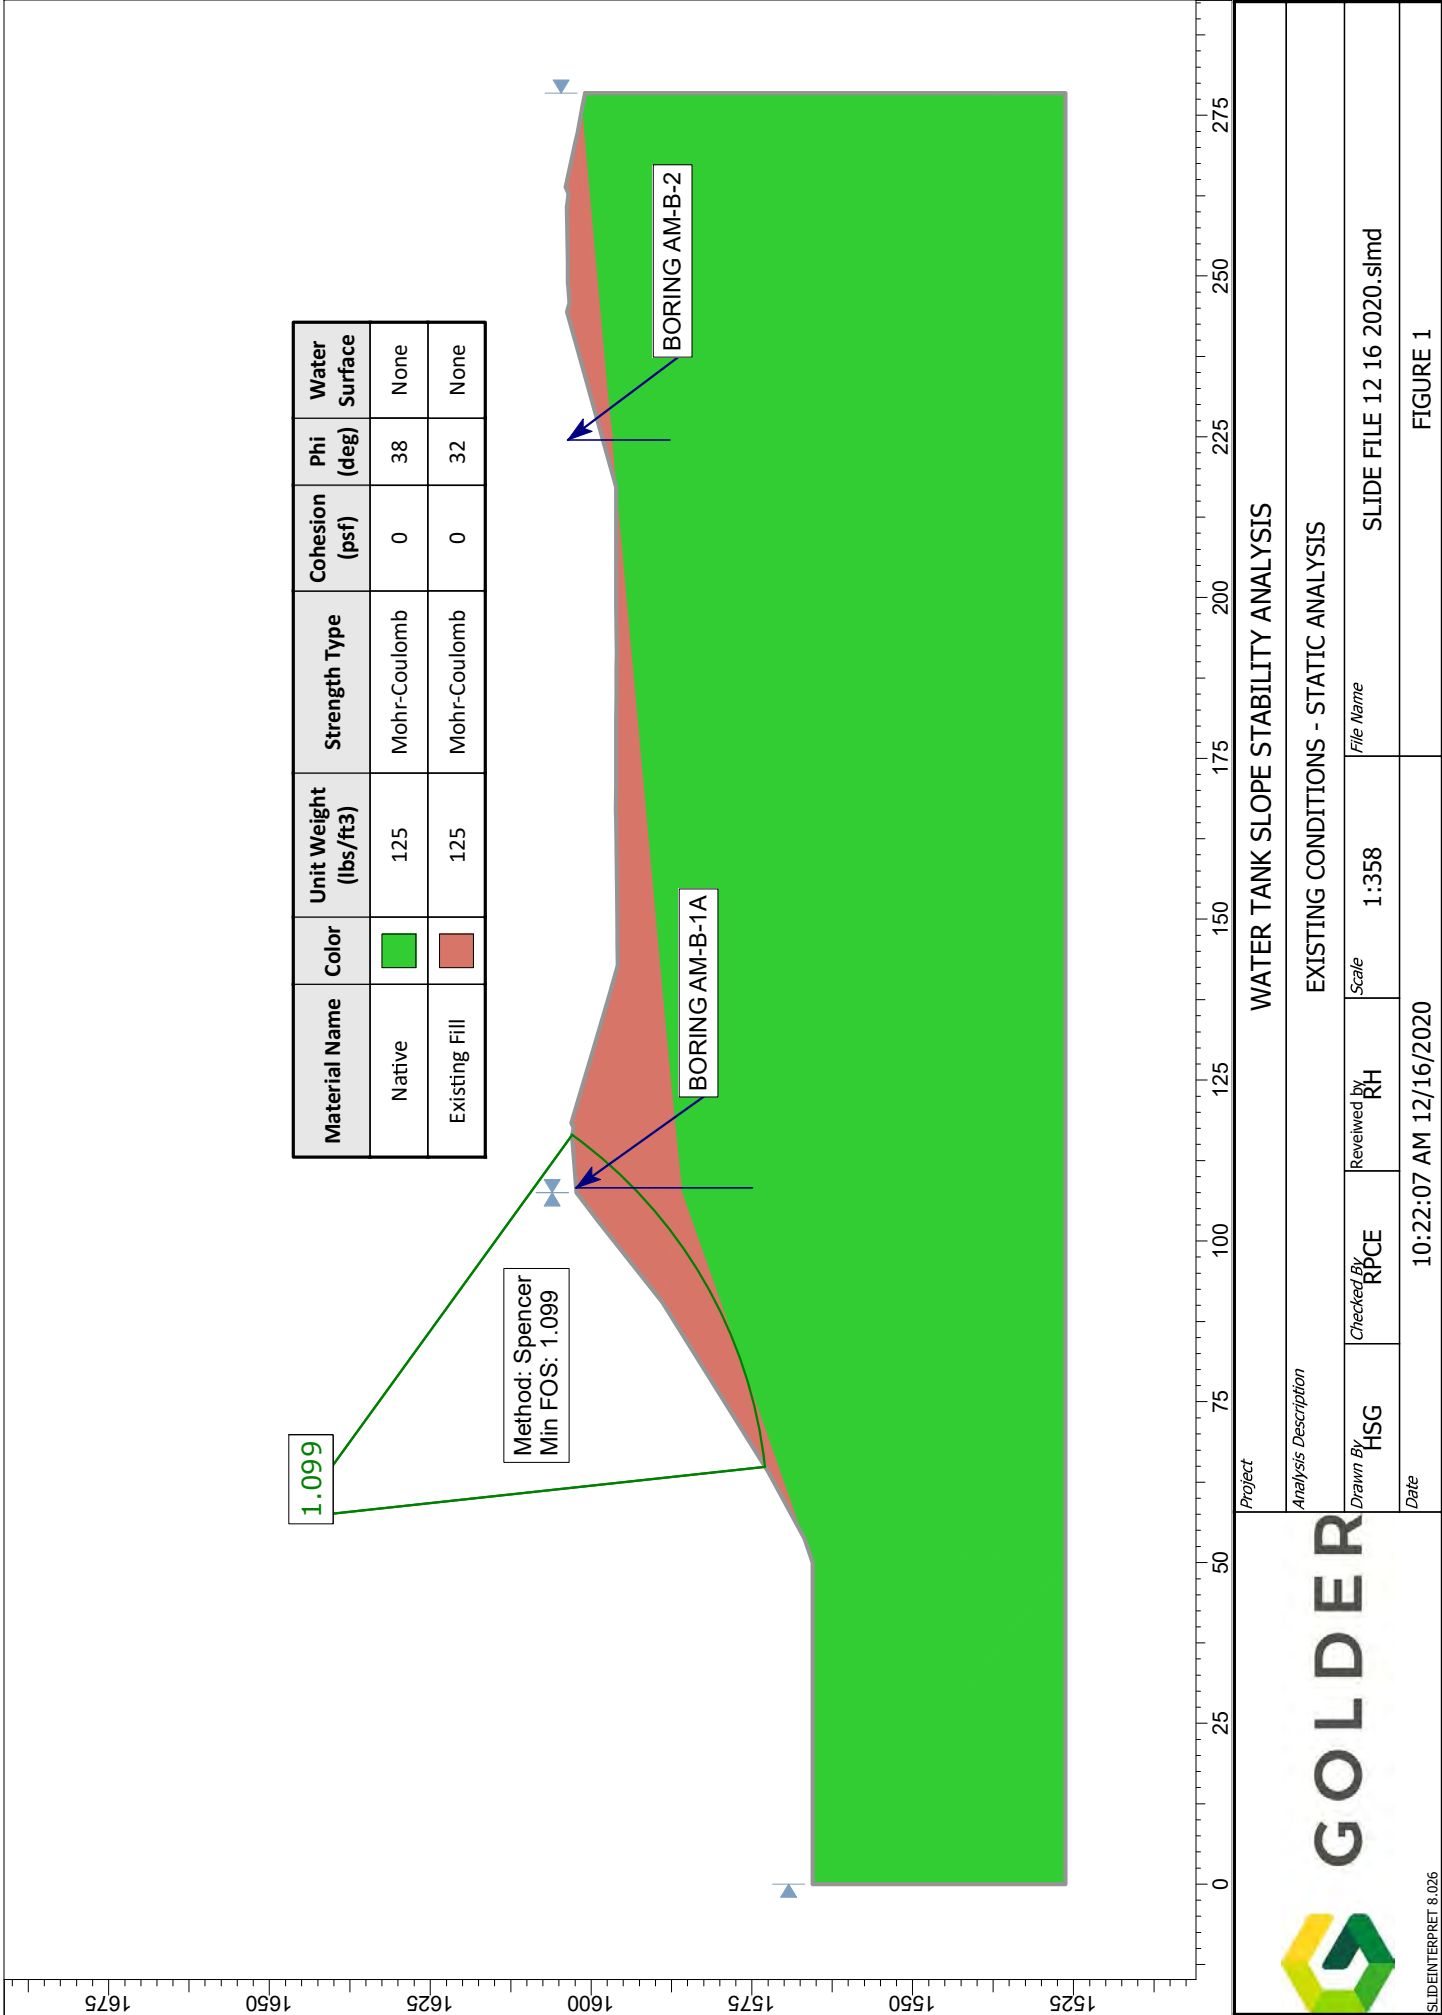 1.099
Method: Spencer
Min FOS: 1.099
Material Name Color Unit Weight (lbs/ft3) Strength Type Cohesion (psf) Phi (deg) Water Surface
Native 125 Mohr-Coulomb 0 38 None
Existing Fill 125 Mohr-Coulomb 0 32 None
BORING AM-B-1A
BORING AM-B-2
1675
1650
1625
1600
1575
1550
1525
0 25 50 75 100 125 150 175 200 225 250 275
GOLDER
SLIDEINTERPRET 8.026
Project
WATER TANK SLOPE STABILITY ANALYSIS
Analysis Description
EXISTING CONDITIONS - STATIC ANALYSIS
Drawn By HSG
Checked By RPCE
Reveiwed by RH
Scale 1:358
File Name SLIDE FILE 12 16 2020.slmd
Date 10:22:07 AM 12/16/2020
FIGURE 1